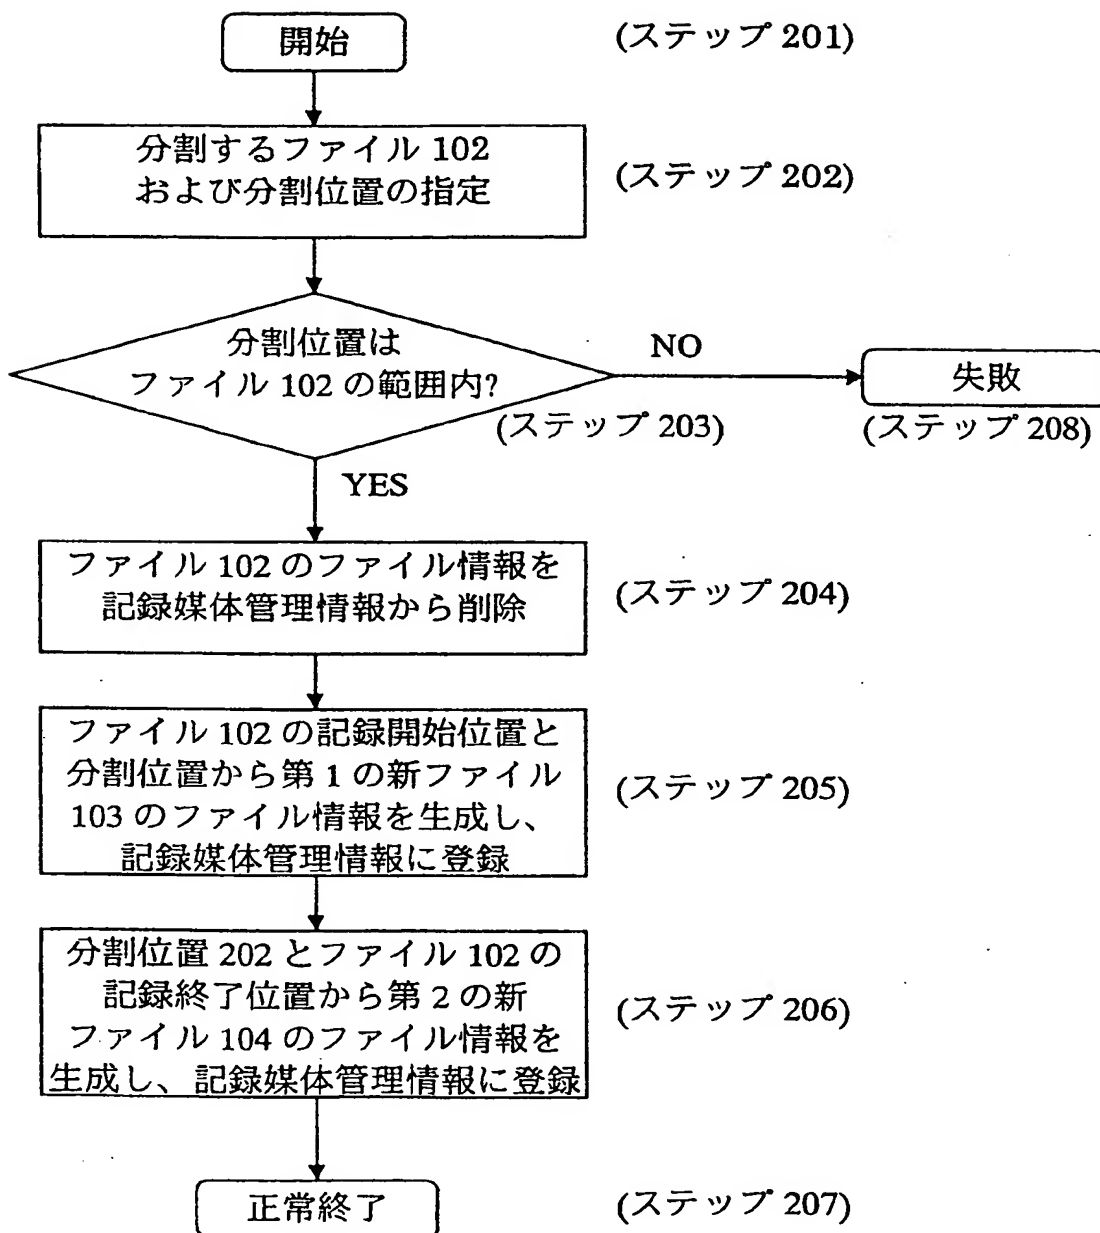 開始
(ステップ 201)
分割するファイル 102
および分割位置の指定
(ステップ 202)
分割位置は
ファイル 102 の範囲内?
(ステップ 203)
NO
失敗
(ステップ 208)
YES
ファイル 102 のファイル情報を
記録媒体管理情報から削除
(ステップ 204)
ファイル 102 の記録開始位置と
分割位置から第 1 の新ファイル
103 のファイル情報を生成し、
記録媒体管理情報に登録
(ステップ 205)
分割位置 202 とファイル 102 の
記録終了位置から第 2 の新
ファイル 104 のファイル情報を
生成し、記録媒体管理情報に登録
(ステップ 206)
正常終了
(ステップ 207)